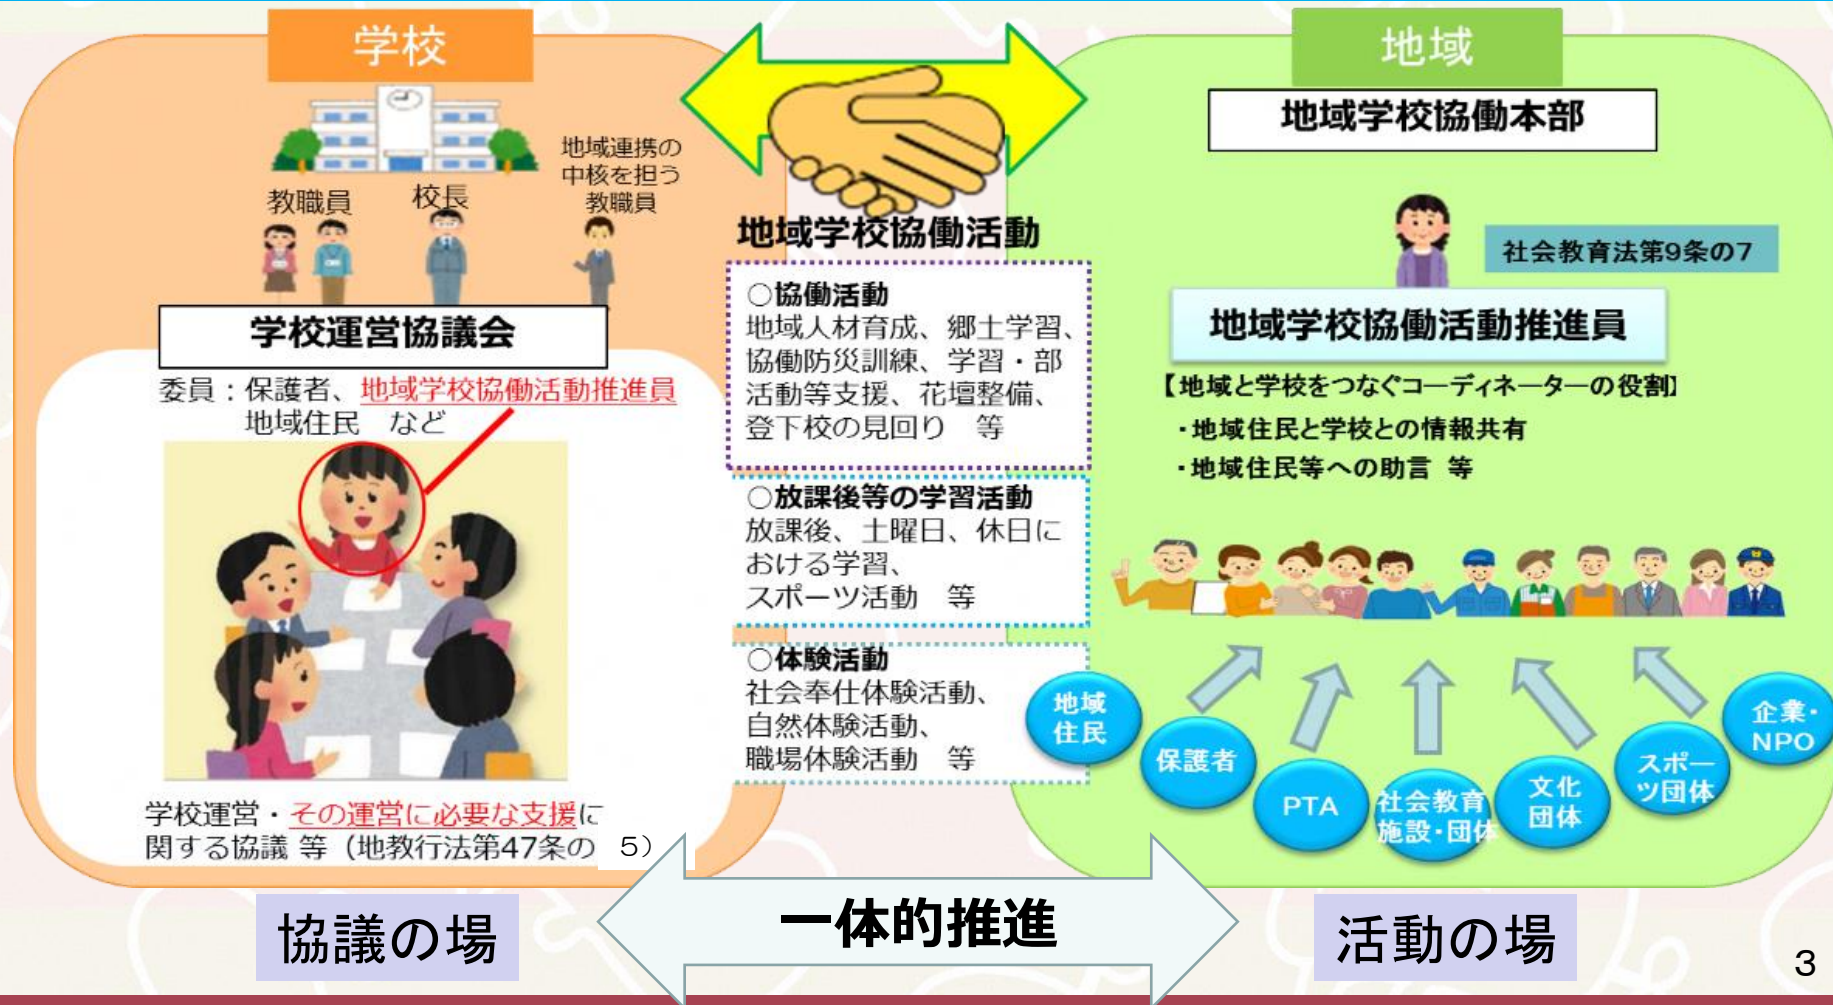 学校
地域連携の
中核を担う
教職員
教職員
校長
学校運営協議会
委員：保護者、地域学校協働活動推進員
地域住民　など
学校運営・その運営に必要な支援に
関する協議 等（地教行法第47条の　5）
協議の場
地域学校協働活動
○協働活動
地域人材育成、郷土学習、
協働防災訓練、学習・部
活動等支援、花壇整備、
登下校の見回り　等
○放課後等の学習活動
放課後、土曜日、休日に
おける学習、
スポーツ活動　等
○体験活動
社会奉仕体験活動、
自然体験活動、
職場体験活動　等
一体的推進
地域
地域学校協働本部
社会教育法第9条の7
地域学校協働活動推進員
【地域と学校をつなぐコーディネーターの役割】
・地域住民と学校との情報共有
・地域住民等への助言 等
地域
住民
保護者
PTA
社会教育
施設・団体
文化
団体
スポー
ツ団体
企業・
NPO
活動の場
3